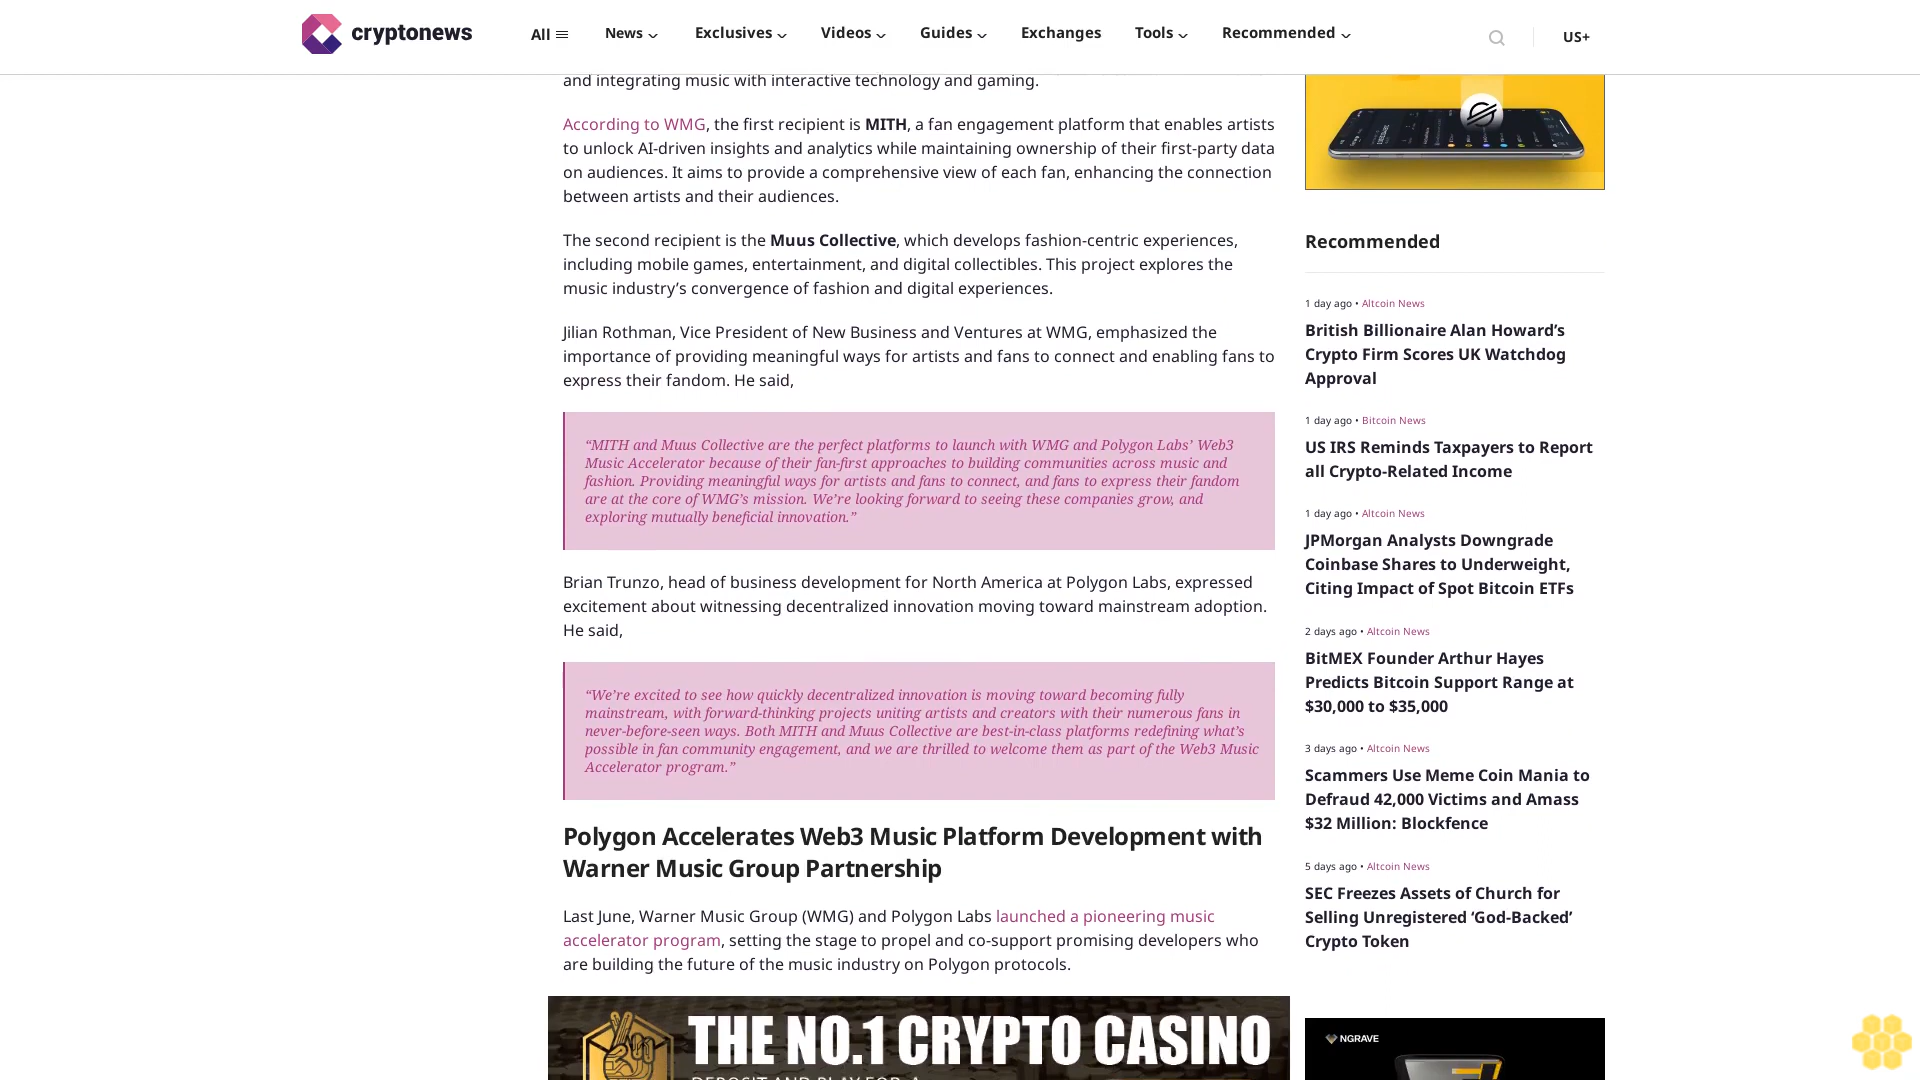 cryptonews
All
News
Exclusives
Videos
Guides
Exchanges
Tools
Recommended
US+
and integrating music with interactive technology and gaming.
According to WMG, the first recipient is MITH, a fan engagement platform that enables artists
to unlock AI-driven insights and analytics while maintaining ownership of their first-party data
on audiences. It aims to provide a comprehensive view of each fan, enhancing the connection
between artists and their audiences.
The second recipient is the Muus Collective, which develops fashion-centric experiences,
including mobile games, entertainment, and digital collectibles. This project explores the
music industry’s convergence of fashion and digital experiences.
Jilian Rothman, Vice President of New Business and Ventures at WMG, emphasized the
importance of providing meaningful ways for artists and fans to connect and enabling fans to
express their fandom. He said,
“MITH and Muus Collective are the perfect platforms to launch with WMG and Polygon Labs’ Web3
Music Accelerator because of their fan-first approaches to building communities across music and
fashion. Providing meaningful ways for artists and fans to connect, and fans to express their fandom
are at the core of WMG’s mission. We’re looking forward to seeing these companies grow, and
exploring mutually beneficial innovation.”
Brian Trunzo, head of business development for North America at Polygon Labs, expressed
excitement about witnessing decentralized innovation moving toward mainstream adoption.
He said,
“We’re excited to see how quickly decentralized innovation is moving toward becoming fully
mainstream, with forward-thinking projects uniting artists and creators with their numerous fans in
never-before-seen ways. Both MITH and Muus Collective are best-in-class platforms redefining what’s
possible in fan community engagement, and we are thrilled to welcome them as part of the Web3 Music
Accelerator program.”
Polygon Accelerates Web3 Music Platform Development with
Warner Music Group Partnership
Last June, Warner Music Group (WMG) and Polygon Labs launched a pioneering music
accelerator program, setting the stage to propel and co-support promising developers who
are building the future of the music industry on Polygon protocols.
THE NO.1 CRYPTO CASINO
DEPOSIT AND PLAY FOR A
Recommended
1 day ago • Altcoin News
British Billionaire Alan Howard’s
Crypto Firm Scores UK Watchdog
Approval
1 day ago • Bitcoin News
US IRS Reminds Taxpayers to Report
all Crypto-Related Income
1 day ago • Altcoin News
JPMorgan Analysts Downgrade
Coinbase Shares to Underweight,
Citing Impact of Spot Bitcoin ETFs
2 days ago • Altcoin News
BitMEX Founder Arthur Hayes
Predicts Bitcoin Support Range at
$30,000 to $35,000
3 days ago • Altcoin News
Scammers Use Meme Coin Mania to
Defraud 42,000 Victims and Amass
$32 Million: Blockfence
5 days ago • Altcoin News
SEC Freezes Assets of Church for
Selling Unregistered ‘God-Backed’
Crypto Token
NGRAVE